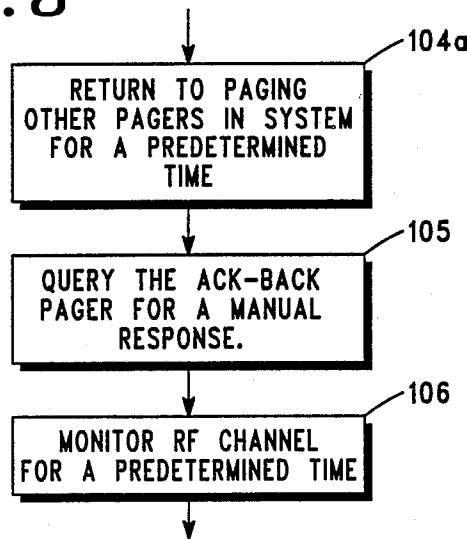 104a
RETURN TO PAGING
OTHER PAGERS IN SYSTEM
FOR A PREDETERMINED
TIME
105
QUERY THE ACK-BACK
PAGER FOR A MANUAL
RESPONSE.
106
MONITOR RF CHANNEL
FOR A PREDETERMINED TIME